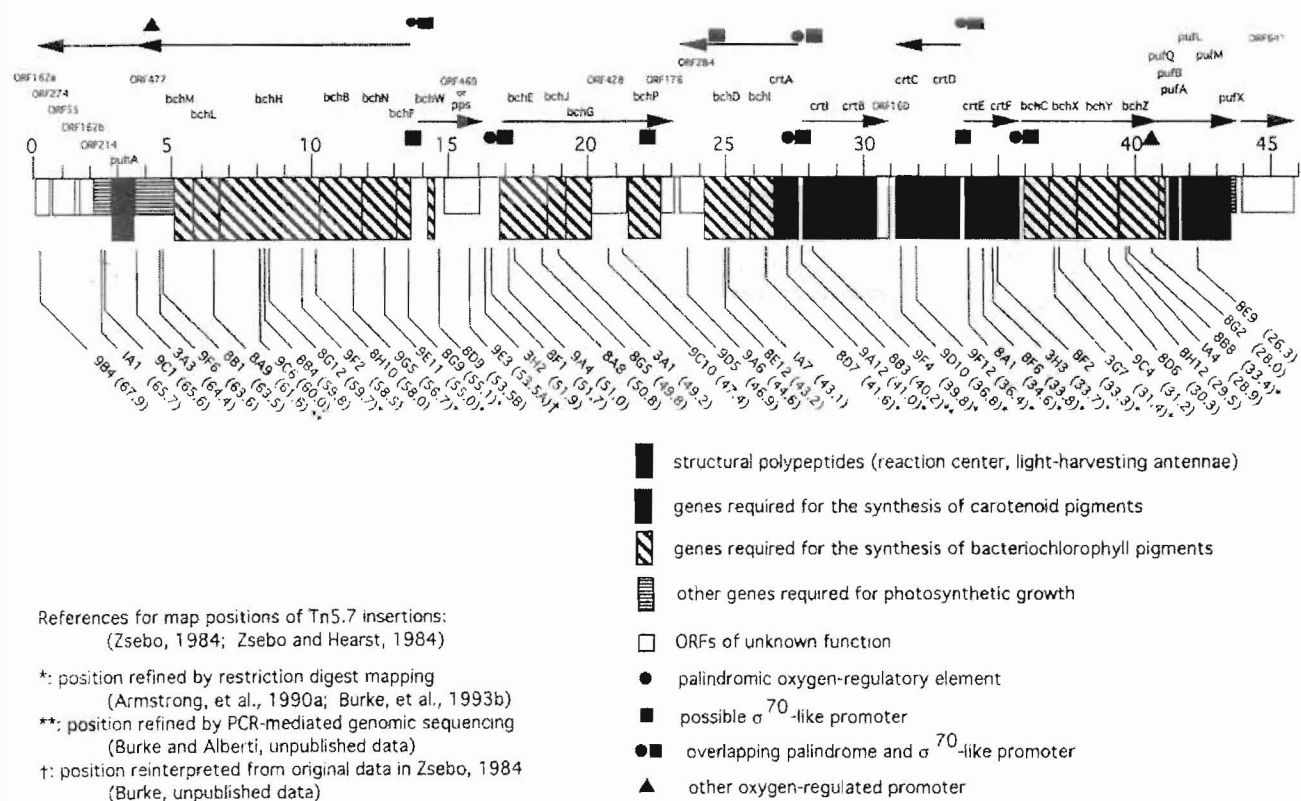 ORF162a
ORF274
ORF55
ORF162b
ORF214
puhA
ORF477
bchM
bchL
bchH
bchB
bchN
bchF
bchW
ORF469
or
pps
bchE
bchJ
bchG
ORF428
bchP
ORF176
ORF284
bchD
bchI
crtA
crtI
crtB
ORF160
crtC
crtD
crtE
crtF
bchC
bchX
bchY
bchZ
pufQ
pufB
pufA
pufL
pufM
pufX
ORF641
0 5 10 15 20 25 30 35 40 45
9B4 (67.9)
IA1 (65.7)
9C1 (65.6)
3A3 (64.4)
9F6 (63.6)
8B1 (63.5)
8A9 (61.6)**
9C6 (60.0)
8B4 (59.8)
8G12 (59.7)*
9F2 (58.5)
8H10 (58.0)
9G5 (56.7)*
9E11 (55.0)*
8G9 (55.1)*
8D9 (53.5B)
9E3 (53.5A)†
3H2 (51.9)
8F1 (51.7)
9A4 (51.0)
8A8 (50.8)
8G5 (49.8)
3A1 (49.2)
9C10 (47.4)
9D5 (46.9)
9A6 (44.6)
8E12 (43.2)
IA7 (43.1)
8D7 (41.6)*
9A12 (41.0)*
8B3 (40.2)**
9F4 (39.8)*
9D10 (36.8)*
9F12 (36.4)*
8A1 (34.6)*
8F6 (33.8)*
3H3 (33.7)*
8F2 (33.3)*
3G7 (31.4)*
9C4 (31.2)
8D6 (30.3)
8H12 (29.5)
IA4 (28.9)
8B8 (33.4)*
8G2 (28.0)
8E9 (26.3)
structural polypeptides (reaction center, light-harvesting antennae)
genes required for the synthesis of carotenoid pigments
genes required for the synthesis of bacteriochlorophyll pigments
other genes required for photosynthetic growth
ORFs of unknown function
palindromic oxygen-regulatory element
possible σ70-like promoter
overlapping palindrome and σ70-like promoter
other oxygen-regulated promoter
References for map positions of Tn5.7 insertions:
(Zsebo, 1984; Zsebo and Hearst, 1984)
*: position refined by restriction digest mapping
(Armstrong, et al., 1990a; Burke, et al., 1993b)
**: position refined by PCR-mediated genomic sequencing
(Burke and Alberti, unpublished data)
†: position reinterpreted from original data in Zsebo, 1984
(Burke, unpublished data)